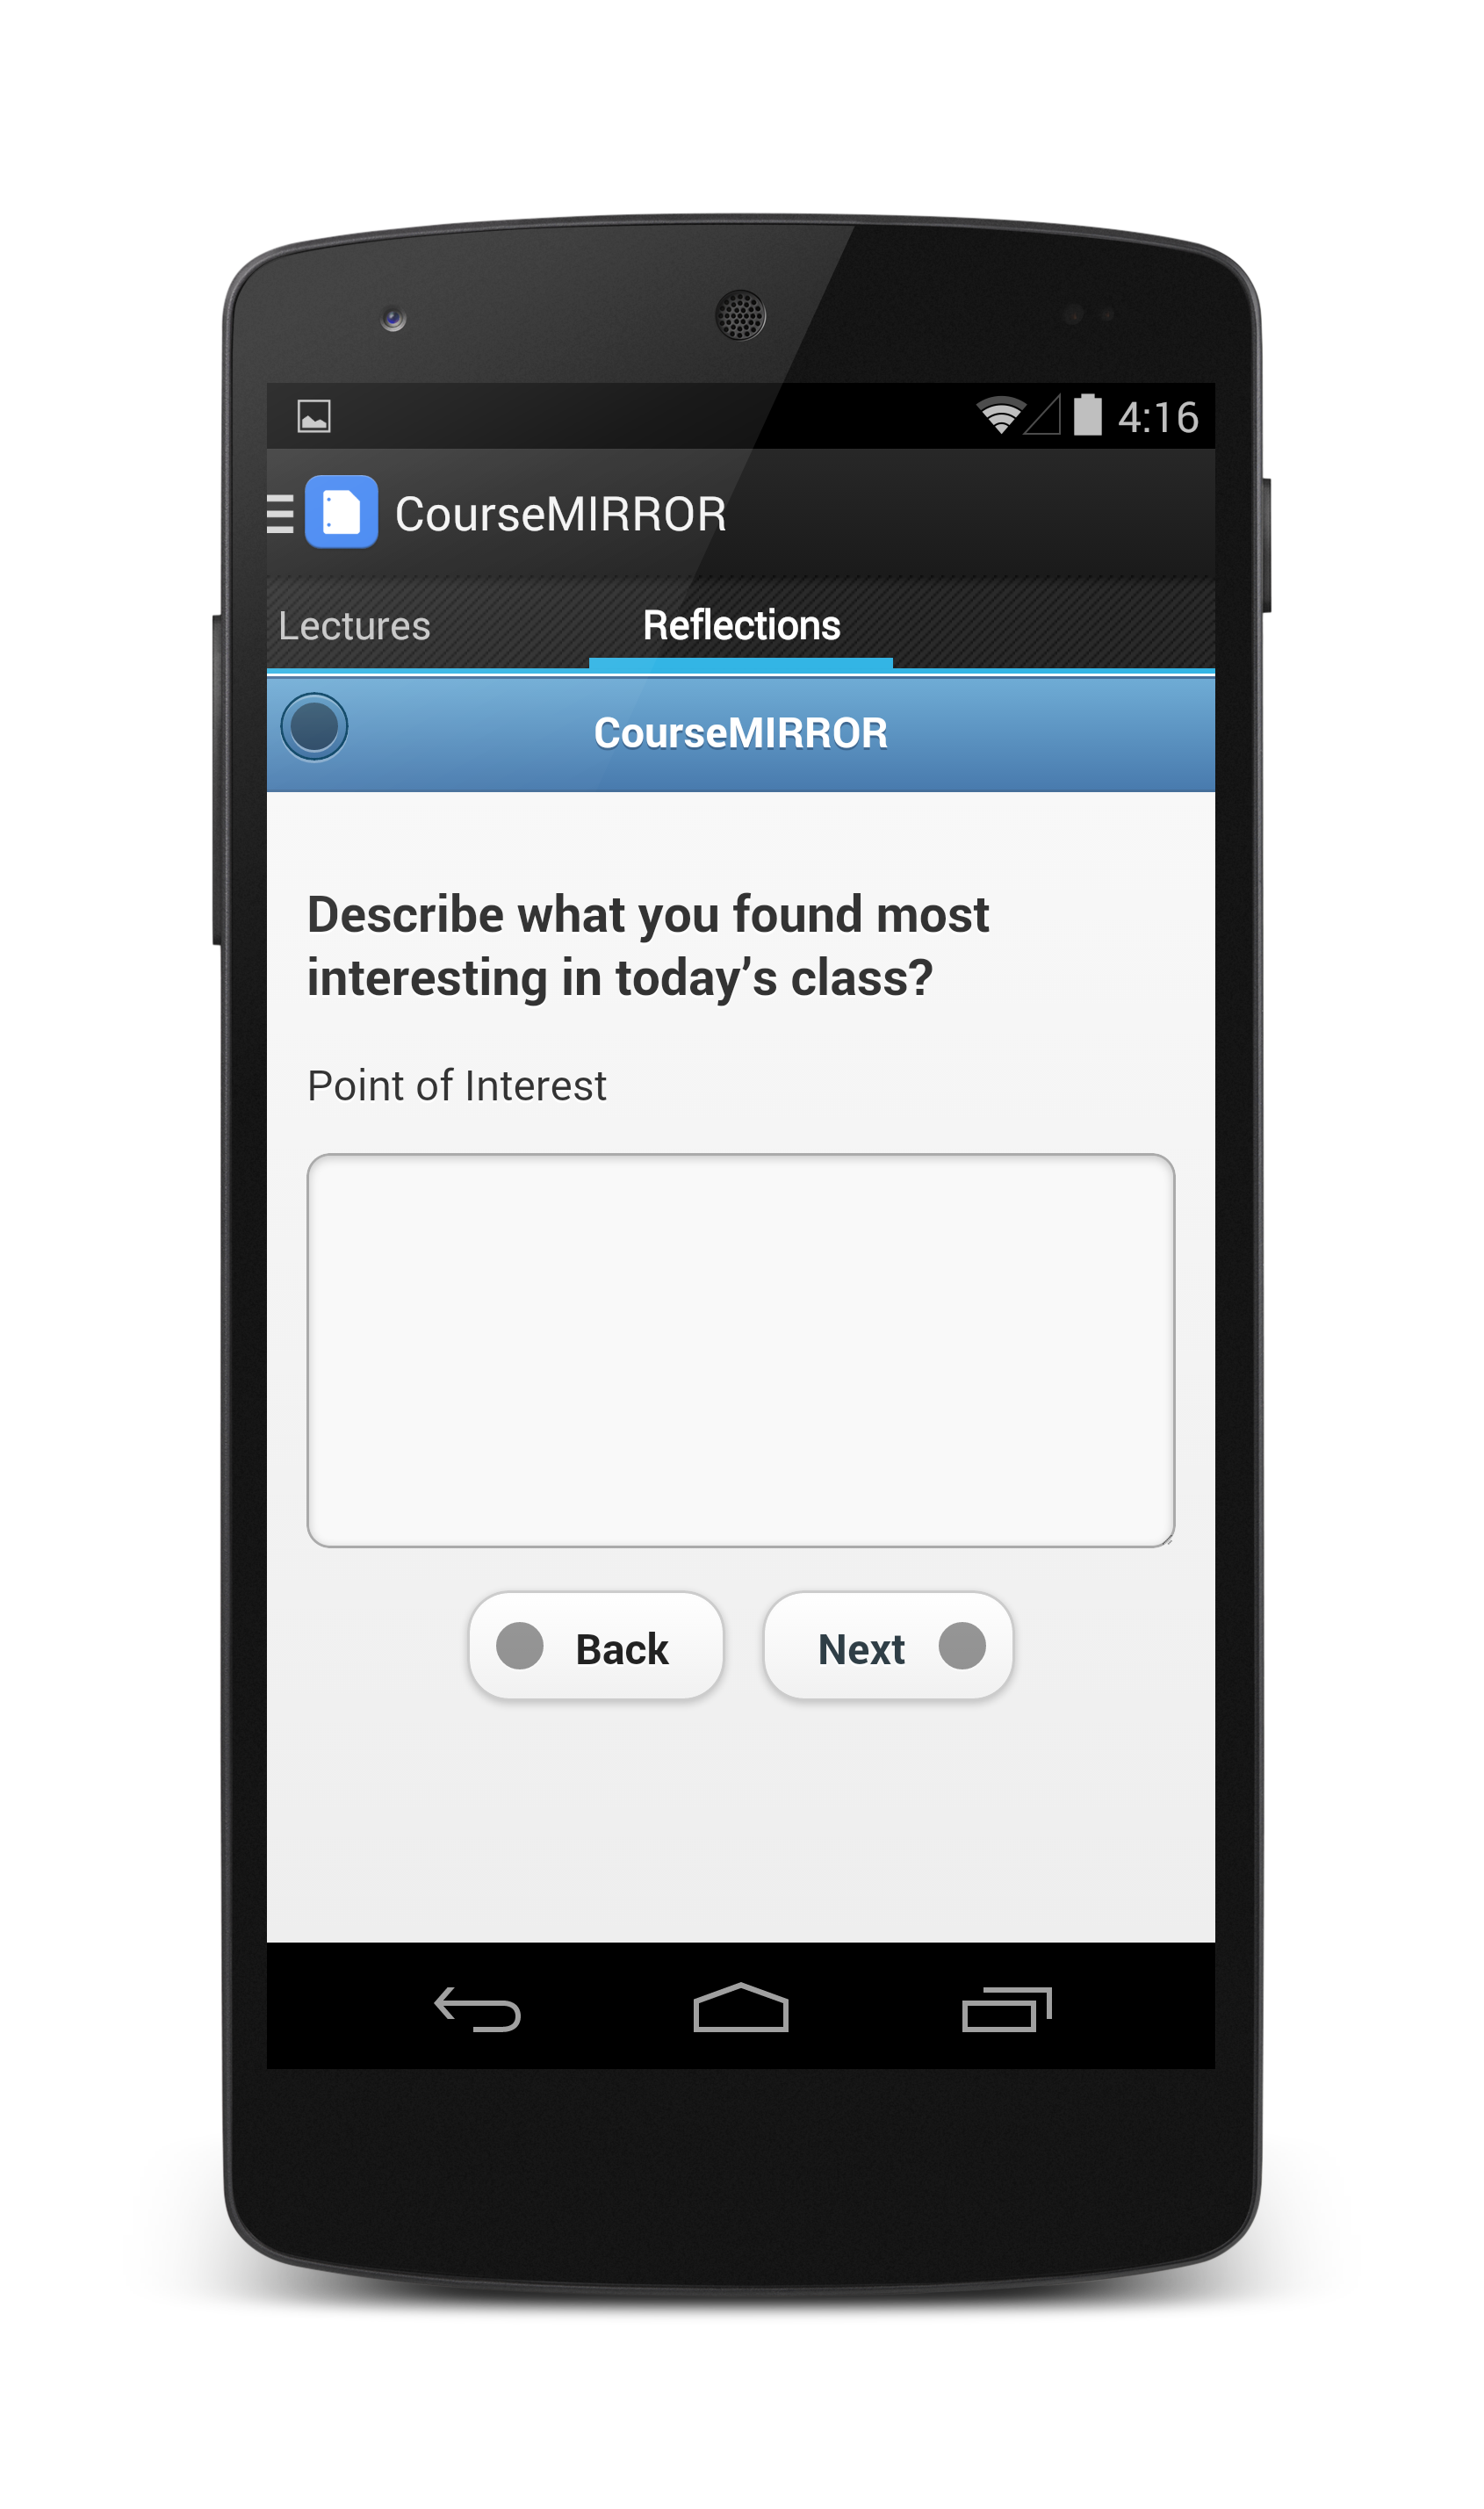 4:16
CourseMIRROR
Lectures Reflections
CourseMIRROR
Describe what you found most
interesting in today’s class?
Point of Interest
Back Next